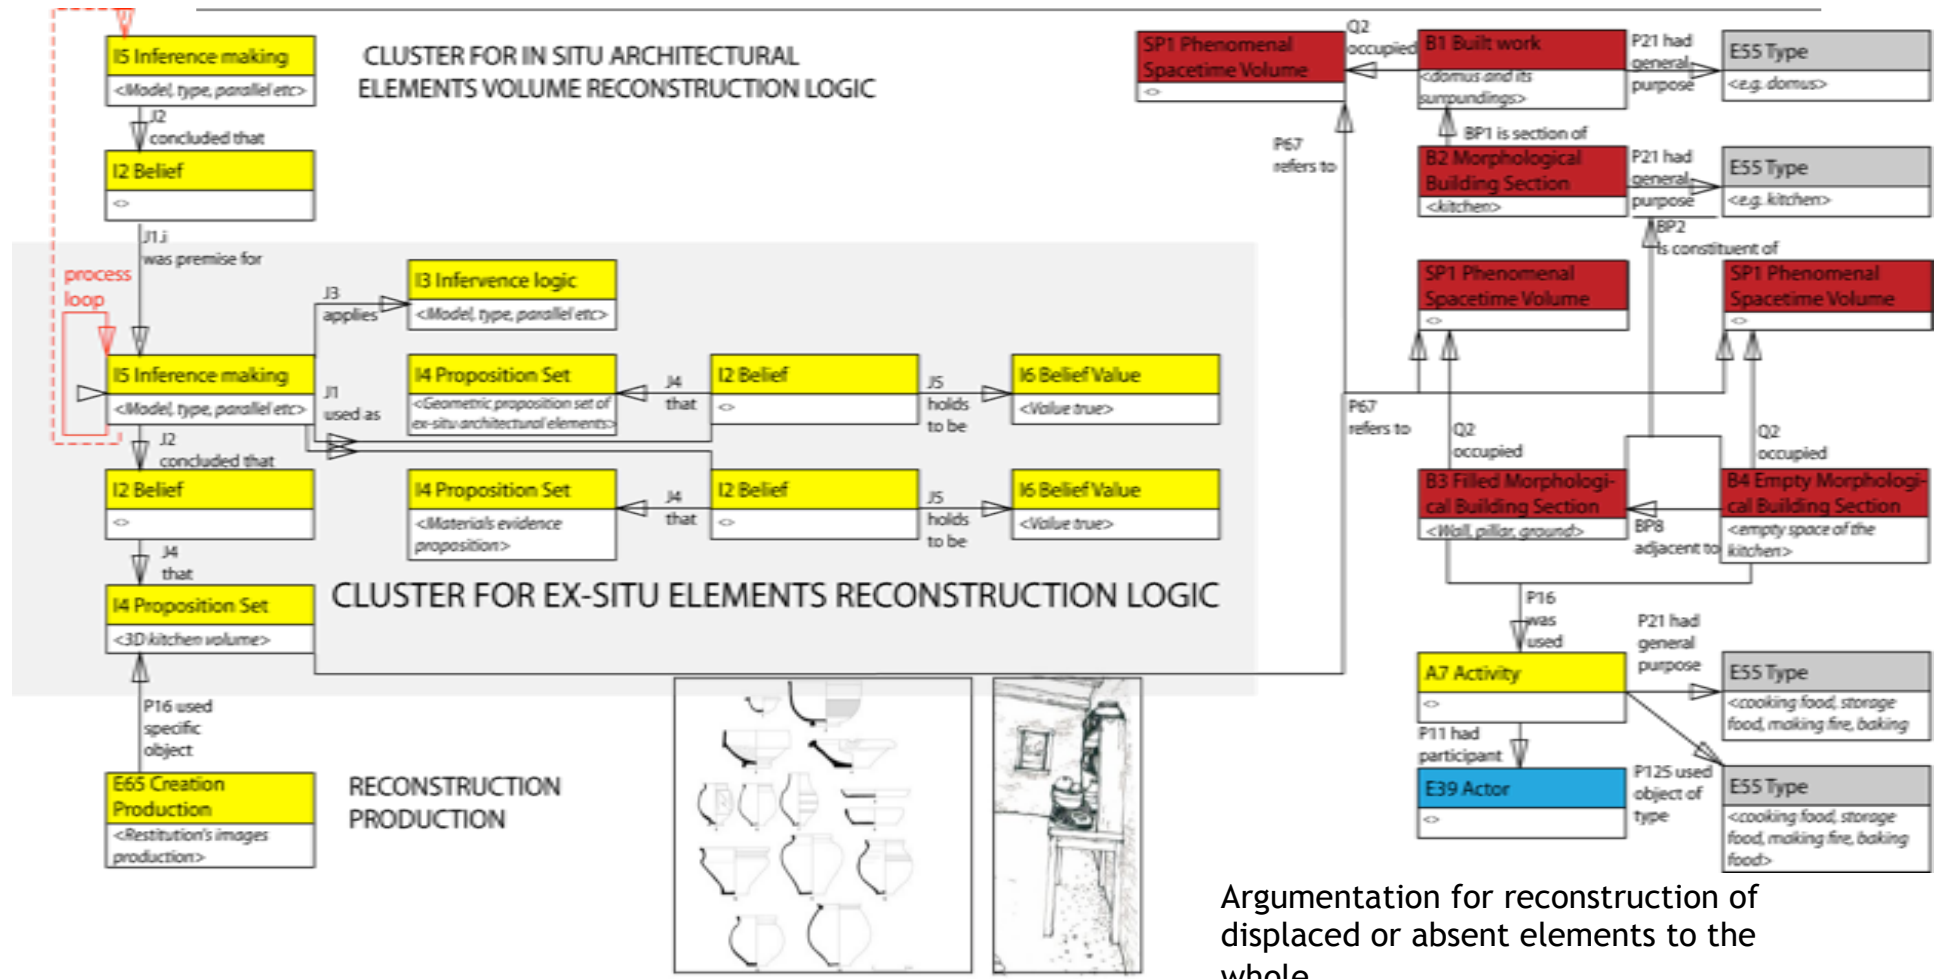 I5 Inference making
<Model, type, parallel etc>
CLUSTER FOR IN SITU ARCHITECTURAL
ELEMENTS VOLUME RECONSTRUCTION LOGIC
J2
concluded that
I2 Belief
<>
J1.i
was premise for
process
loop
I3 Infervence logic
<Model, type, parallel etc>
J3
applies
I5 Inference making
<Model, type, parallel etc>
J1
used as
I4 Proposition Set
<Geometric proposition set of
ex-situ architectural elements>
J4
that
I2 Belief
<>
J5
holds
to be
I6 Belief Value
<Value true>
J2
concluded that
I2 Belief
<>
I4 Proposition Set
<Materials evidence
proposition>
J4
that
I2 Belief
<>
J5
holds
to be
I6 Belief Value
<Value true>
J4
that
I4 Proposition Set
<3D kitchen volume>
CLUSTER FOR EX-SITU ELEMENTS RECONSTRUCTION LOGIC
P16 used
specific
object
E65 Creation
Production
<Restitution's images
production>
RECONSTRUCTION
PRODUCTION
SP1 Phenomenal
Spacetime Volume
<>
Q2
occupied
B1 Built work
<domus and its
surroundings>
P21 had
general
purpose
E55 Type
<e.g. domus>
P67
refers to
BP1 is section of
B2 Morphological
Building Section
<kitchen>
P21 had
general
purpose
E55 Type
<e.g. kitchen>
BP2
Is constituent of
SP1 Phenomenal
Spacetime Volume
<>
SP1 Phenomenal
Spacetime Volume
<>
P67
refers to
Q2
occupied
Q2
occupied
B3 Filled Morphologi-
cal Building Section
<Wall, pillar, ground>
BP8
adjacent to
B4 Empty Morphologi-
cal Building Section
<empty space of the
kitchen>
P16
was
used
A7 Activity
<>
P21 had
general
purpose
E55 Type
<cooking food, storage
food, making fire, baking
P11 had
participant
E39 Actor
<>
P125 used
object of
type
E55 Type
<cooking food, storage
food, making fire, baking
food>
Argumentation for reconstruction of
displaced or absent elements to the
whole